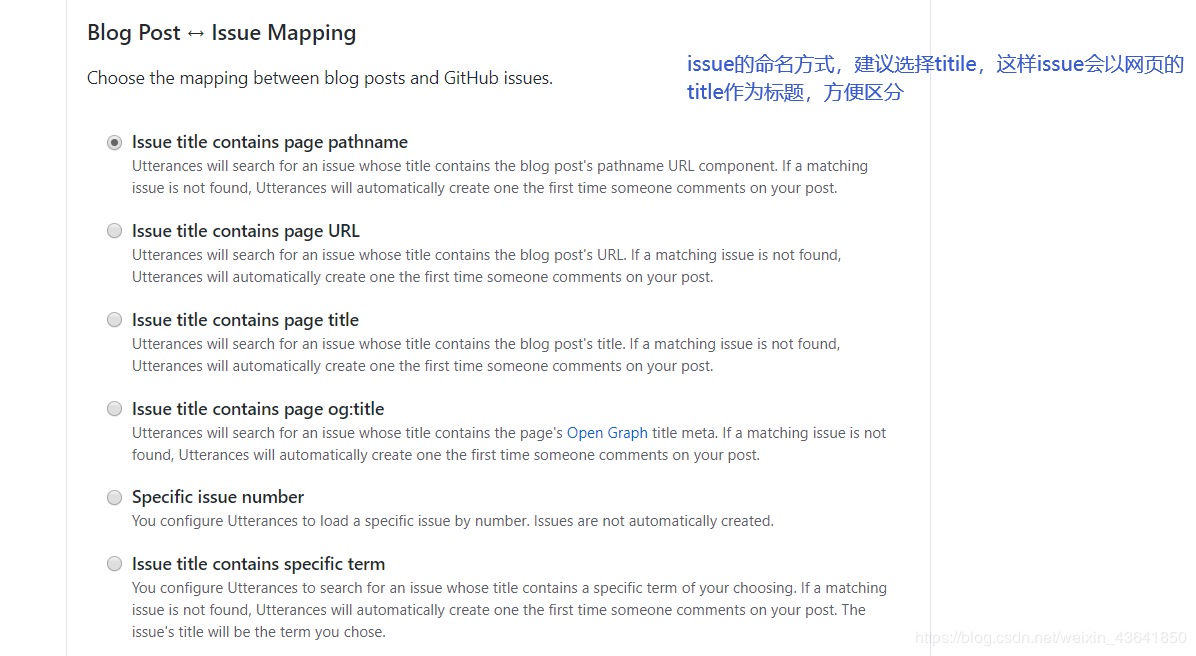 Blog Post ↔ Issue Mapping
Choose the mapping between blog posts and GitHub issues.
issue的命名方式，建议选择titile，这样issue会以网页的
title作为标题，方便区分
Issue title contains page pathname
Utterances will search for an issue whose title contains the blog post's pathname URL component. If a matching
issue is not found, Utterances will automatically create one the first time someone comments on your post.
Issue title contains page URL
Utterances will search for an issue whose title contains the blog post's URL. If a matching issue is not found,
Utterances will automatically create one the first time someone comments on your post.
Issue title contains page title
Utterances will search for an issue whose title contains the blog post's title. If a matching issue is not found,
Utterances will automatically create one the first time someone comments on your post.
Issue title contains page og:title
Utterances will search for an issue whose title contains the page's Open Graph title meta. If a matching issue is not
found, Utterances will automatically create one the first time someone comments on your post.
Specific issue number
You configure Utterances to load a specific issue by number. Issues are not automatically created.
Issue title contains specific term
You configure Utterances to search for an issue whose title contains a specific term of your choosing. If a matching
issue is not found, Utterances will automatically create one the first time someone comments on your post. The
issue's title will be the term you chose.
https://blog.csdn.net/weixin_43641850